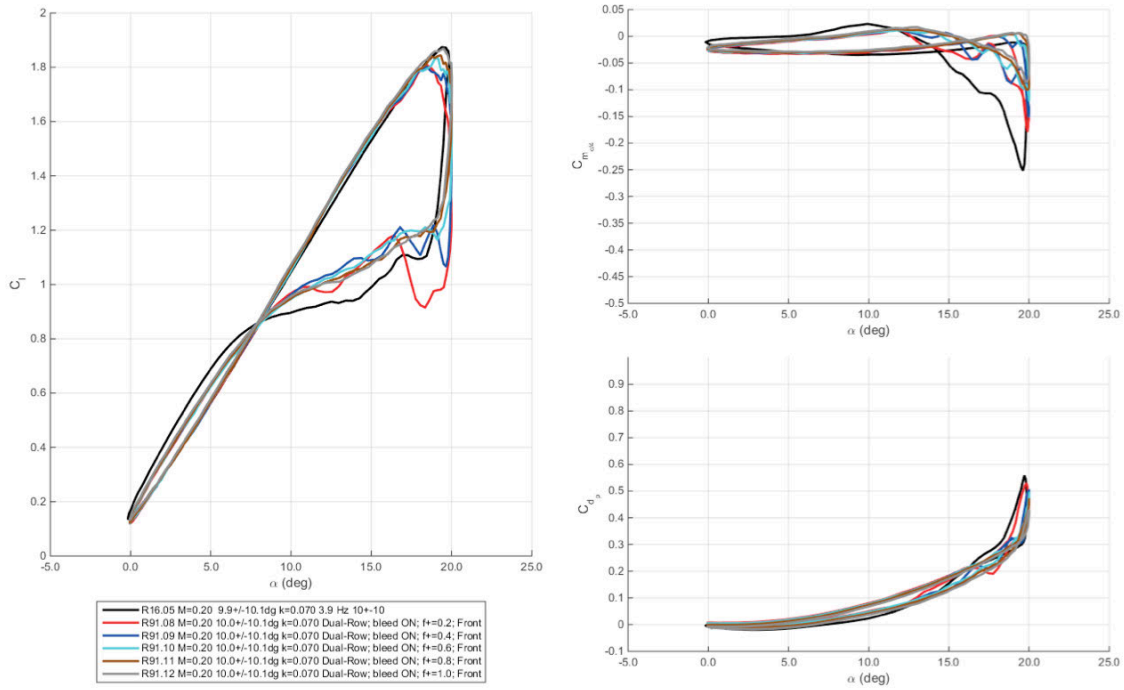 2
1.8
1.6
1.4
1.2
1
0.8
0.6
0.4
0.2
0
C_l
-5.0 0.0 5.0 10.0 15.0 20.0 25.0
α (deg)
R16.05 M=0.20 9.9+/-10.1dg k=0.070 3.9 Hz 10+-10
R91.08 M=0.20 10.0+/-10.1dg k=0.070 Dual-Row; bleed ON; f+=0.2; Front
R91.09 M=0.20 10.0+/-10.1dg k=0.070 Dual-Row; bleed ON; f+=0.4; Front
R91.10 M=0.20 10.0+/-10.1dg k=0.070 Dual-Row; bleed ON; f+=0.6; Front
R91.11 M=0.20 10.0+/-10.1dg k=0.070 Dual-Row; bleed ON; f+=0.8; Front
R91.12 M=0.20 10.0+/-10.1dg k=0.070 Dual-Row; bleed ON; f+=1.0; Front
0.05
0
-0.05
-0.1
-0.15
-0.2
-0.25
-0.3
-0.35
-0.4
-0.45
-0.5
-5.0 0.0 5.0 10.0 15.0 20.0 25.0
α (deg)
0.9
0.8
0.7
0.6
0.5
0.4
0.3
0.2
0.1
0
-0.1
C_d_p
-5.0 0.0 5.0 10.0 15.0 20.0 25.0
α (deg)